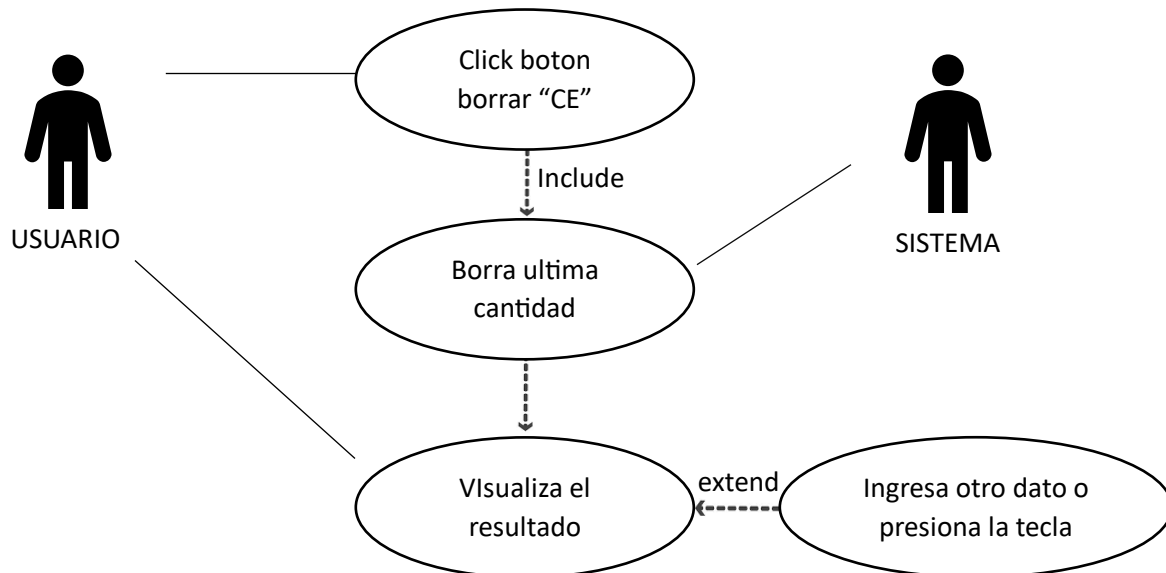 Click boton
borrar “CE”
Include
USUARIO
SISTEMA
Borra ultima
cantidad
VIsualiza el
resultado
extend
Ingresa otro dato o
presiona la tecla